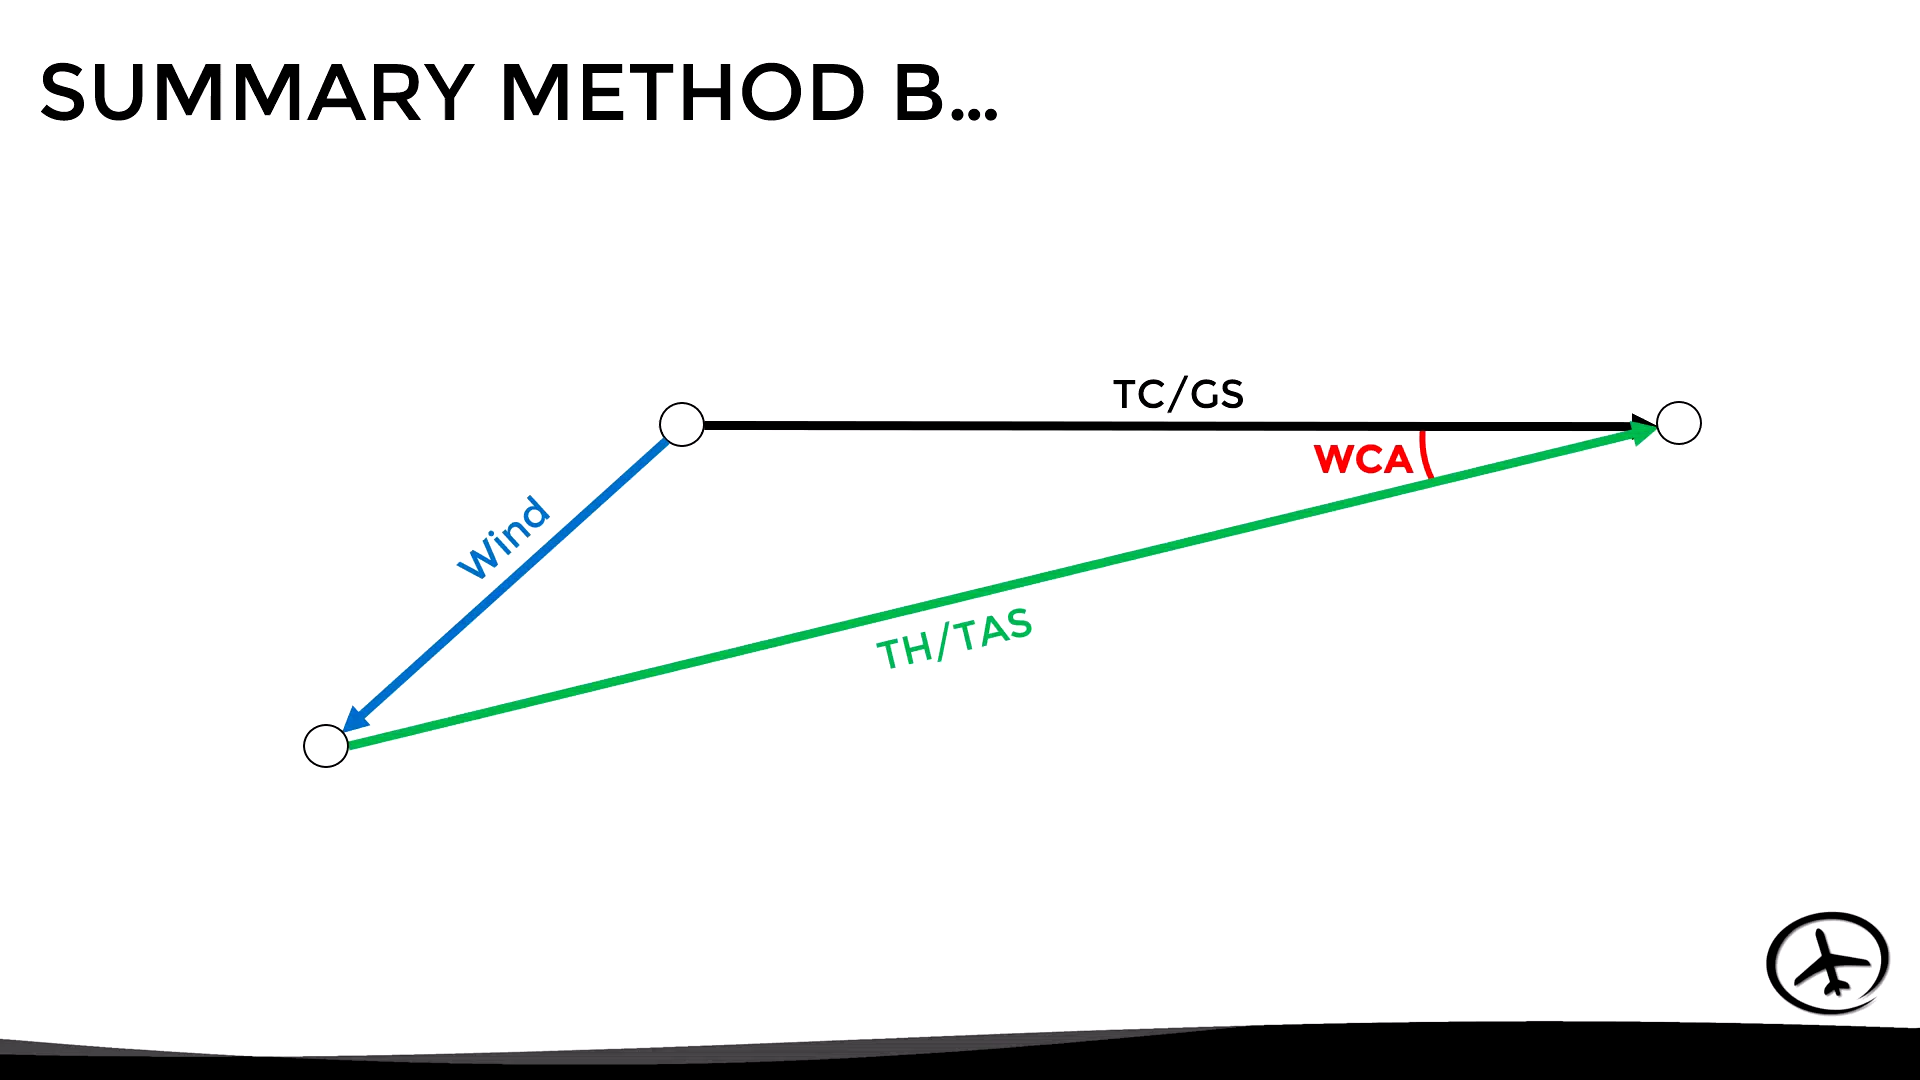 SUMMARY METHOD B...
TC/GS
WCA
Wind
TH/TAS